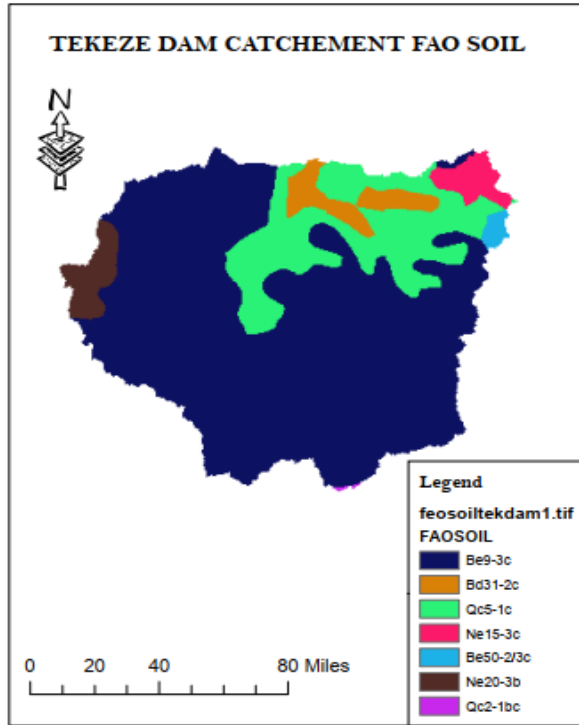 TEKEZE DAM CATCHEMENT FAO SOIL
N
Legend
feosoiltekdam1.tif
FAOSOIL
Be9-3c
Bd31-2c
Qc5-1c
Ne15-3c
Be50-2/3c
Ne20-3b
Qc2-1bc
0 20 40 80 Miles